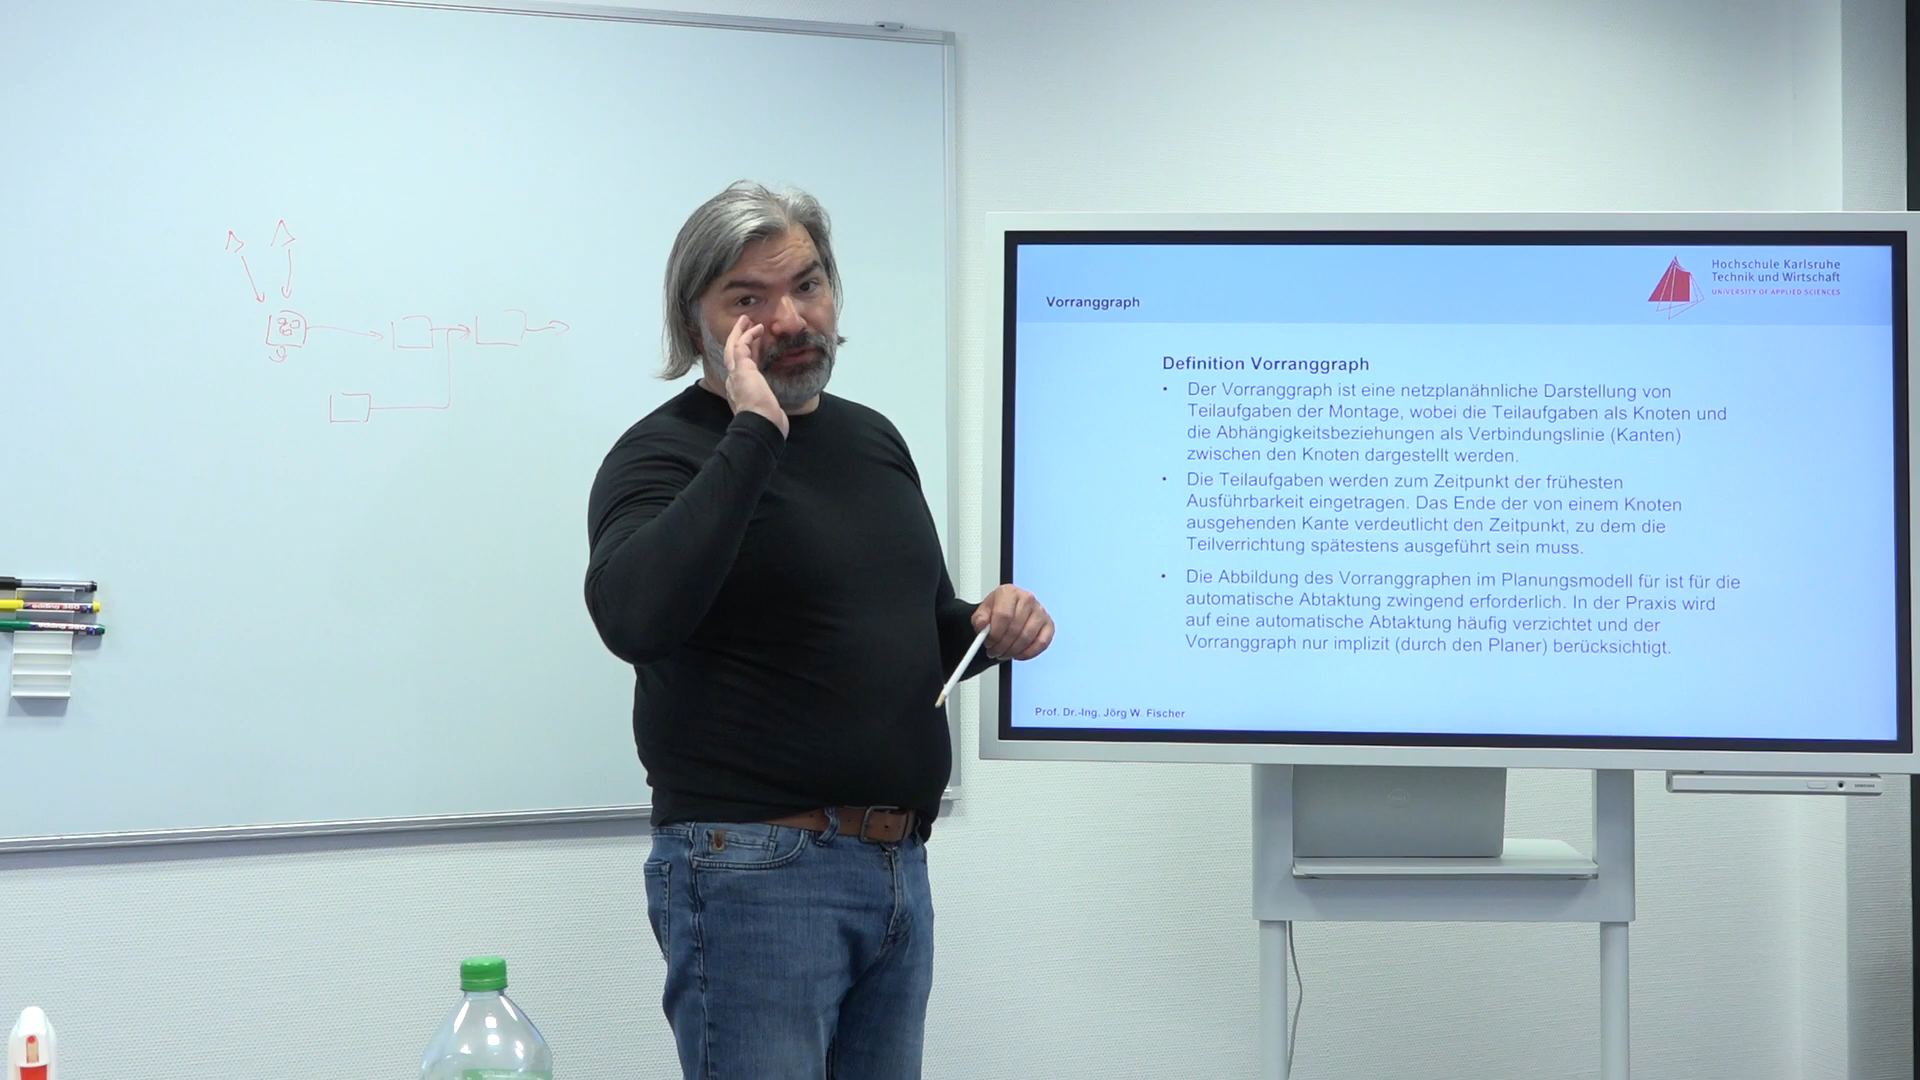 Hochschule Karlsruhe
Technik und Wirtschaft
UNIVERSITY OF APPLIED SCIENCES
Vorranggraph
Definition Vorranggraph
• Der Vorranggraph ist eine netzplanähnliche Darstellung von
Teilaufgaben der Montage, wobei die Teilaufgaben als Knoten und
die Abhängigkeitsbeziehungen als Verbindungslinie (Kanten)
zwischen den Knoten dargestellt werden.
• Die Teilaufgaben werden zum Zeitpunkt der frühesten
Ausführbarkeit eingetragen. Das Ende der von einem Knoten
ausgehenden Kante verdeutlicht den Zeitpunkt, zu dem die
Teilverrichtung spätestens ausgeführt sein muss.
• Die Abbildung des Vorranggraphen im Planungsmodell für ist für die
automatische Abtaktung zwingend erforderlich. In der Praxis wird
auf eine automatische Abtaktung häufig verzichtet und der
Vorranggraph nur implizit (durch den Planer) berücksichtigt.
Prof. Dr.-Ing. Jörg W. Fischer